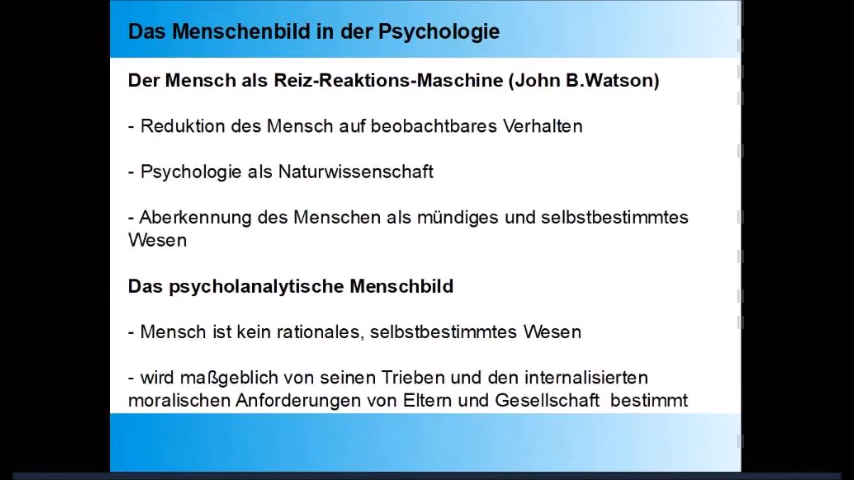 Das Menschenbild in der Psychologie
Der Mensch als Reiz-Reaktions-Maschine (John B.Watson)
- Reduktion des Mensch auf beobachtbares Verhalten
- Psychologie als Naturwissenschaft
- Aberkennung des Menschen als mündiges und selbstbestimmtes
Wesen
Das psycholanalytische Menschbild
- Mensch ist kein rationales, selbstbestimmtes Wesen
- wird maßgeblich von seinen Trieben und den internalisierten
moralischen Anforderungen von Eltern und Gesellschaft bestimmt